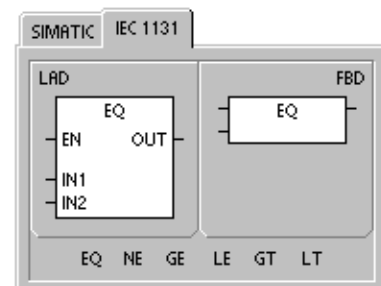 SIMATIC IEC 1131
LAD FBD
EQ EQ
EN OUT
IN1
IN2
EQ NE GE LE GT LT